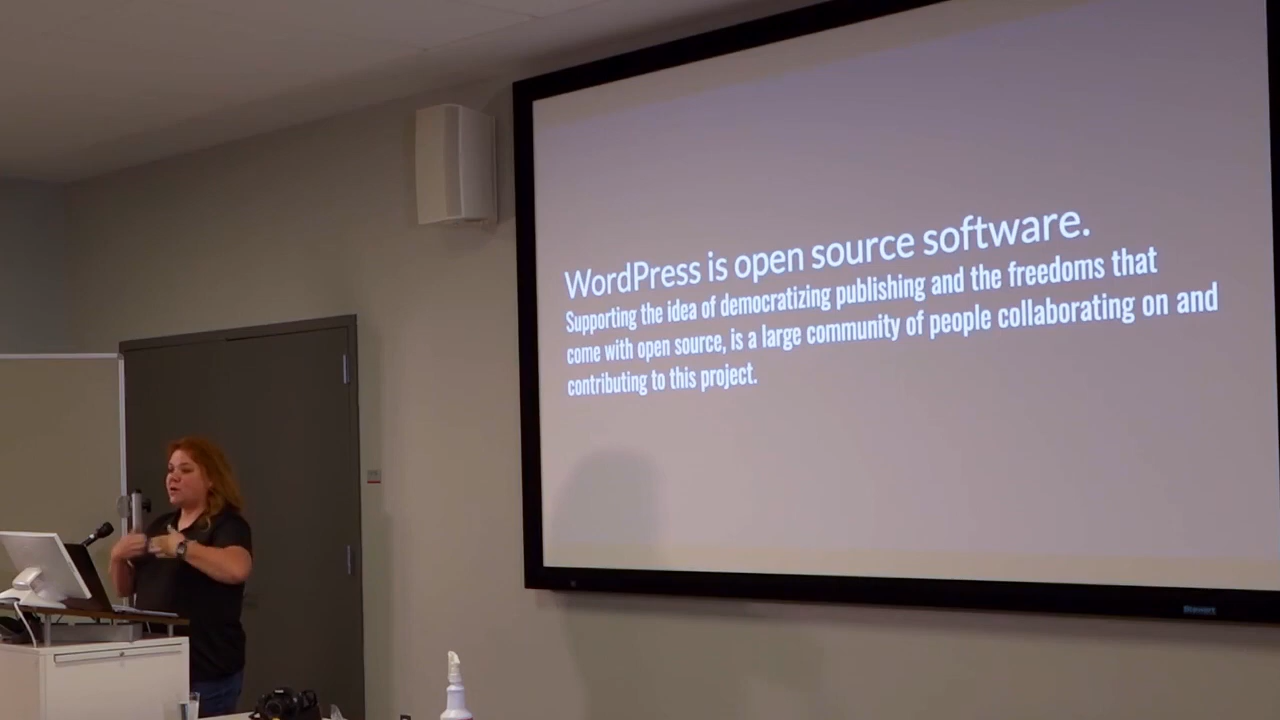 WordPress is open source software.
Supporting the idea of democratizing publishing and the freedoms that
come with open source, is a large community of people collaborating on and
contributing to this project.
Stewart